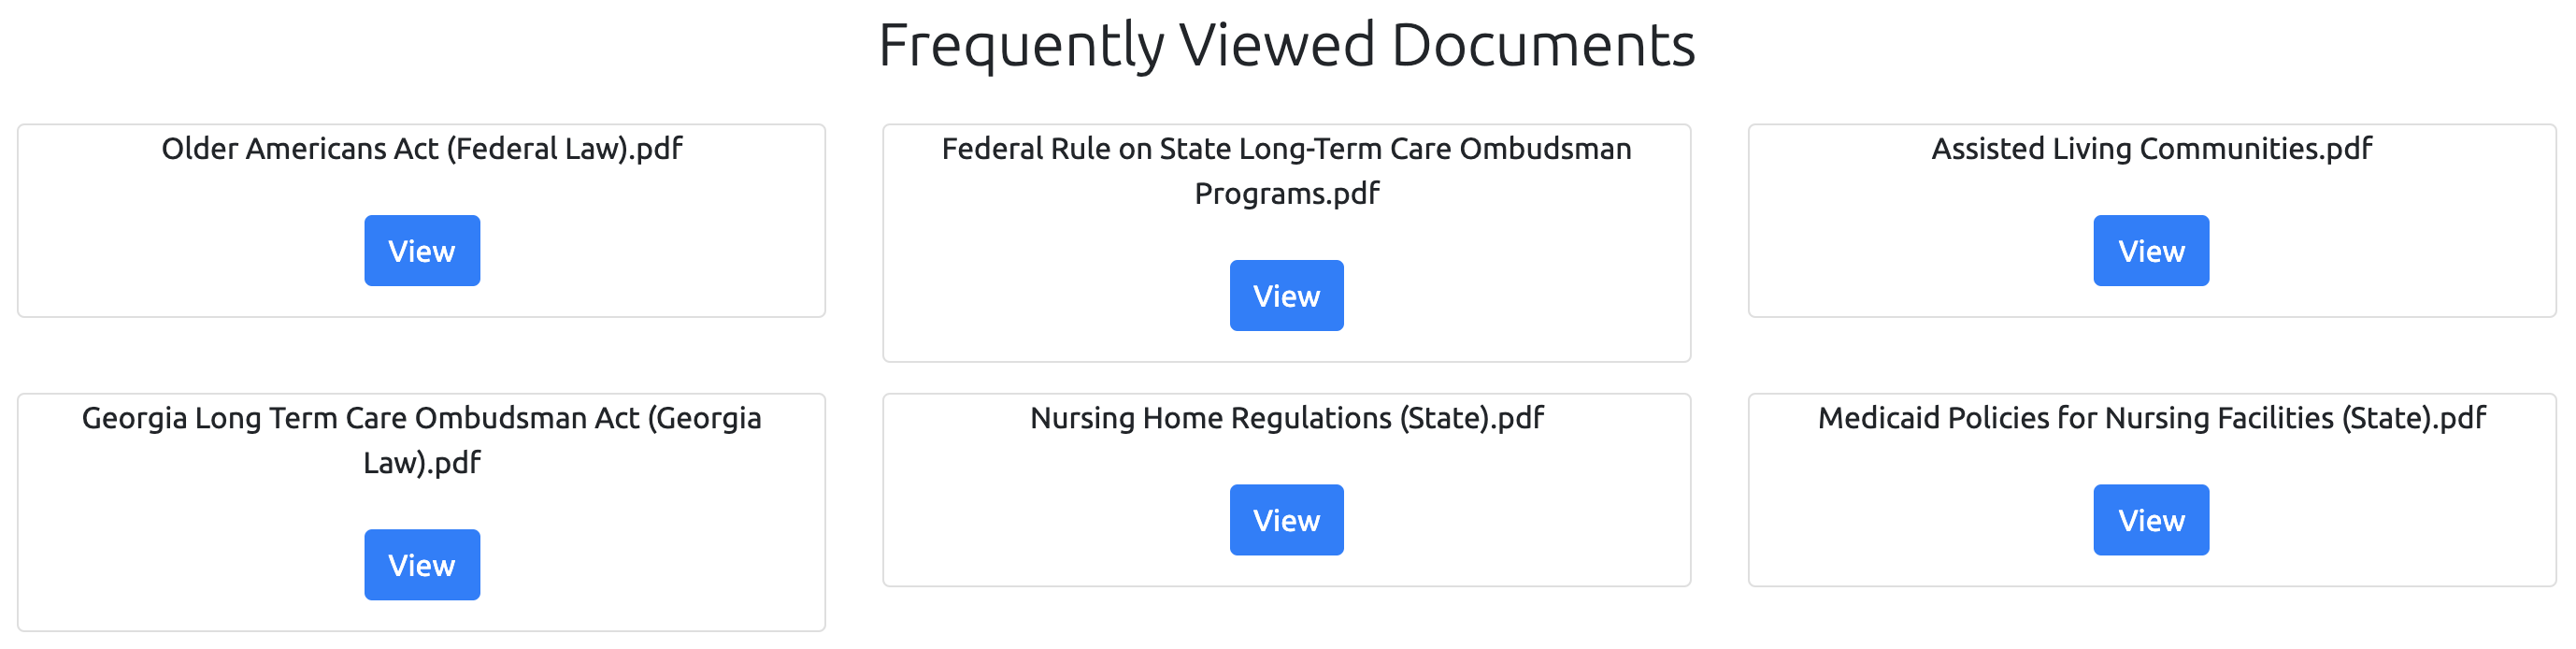 Frequently Viewed Documents
Older Americans Act (Federal Law).pdf
View
Federal Rule on State Long-Term Care Ombudsman
Programs.pdf
View
Assisted Living Communities.pdf
View
Georgia Long Term Care Ombudsman Act (Georgia
Law).pdf
View
Nursing Home Regulations (State).pdf
View
Medicaid Policies for Nursing Facilities (State).pdf
View